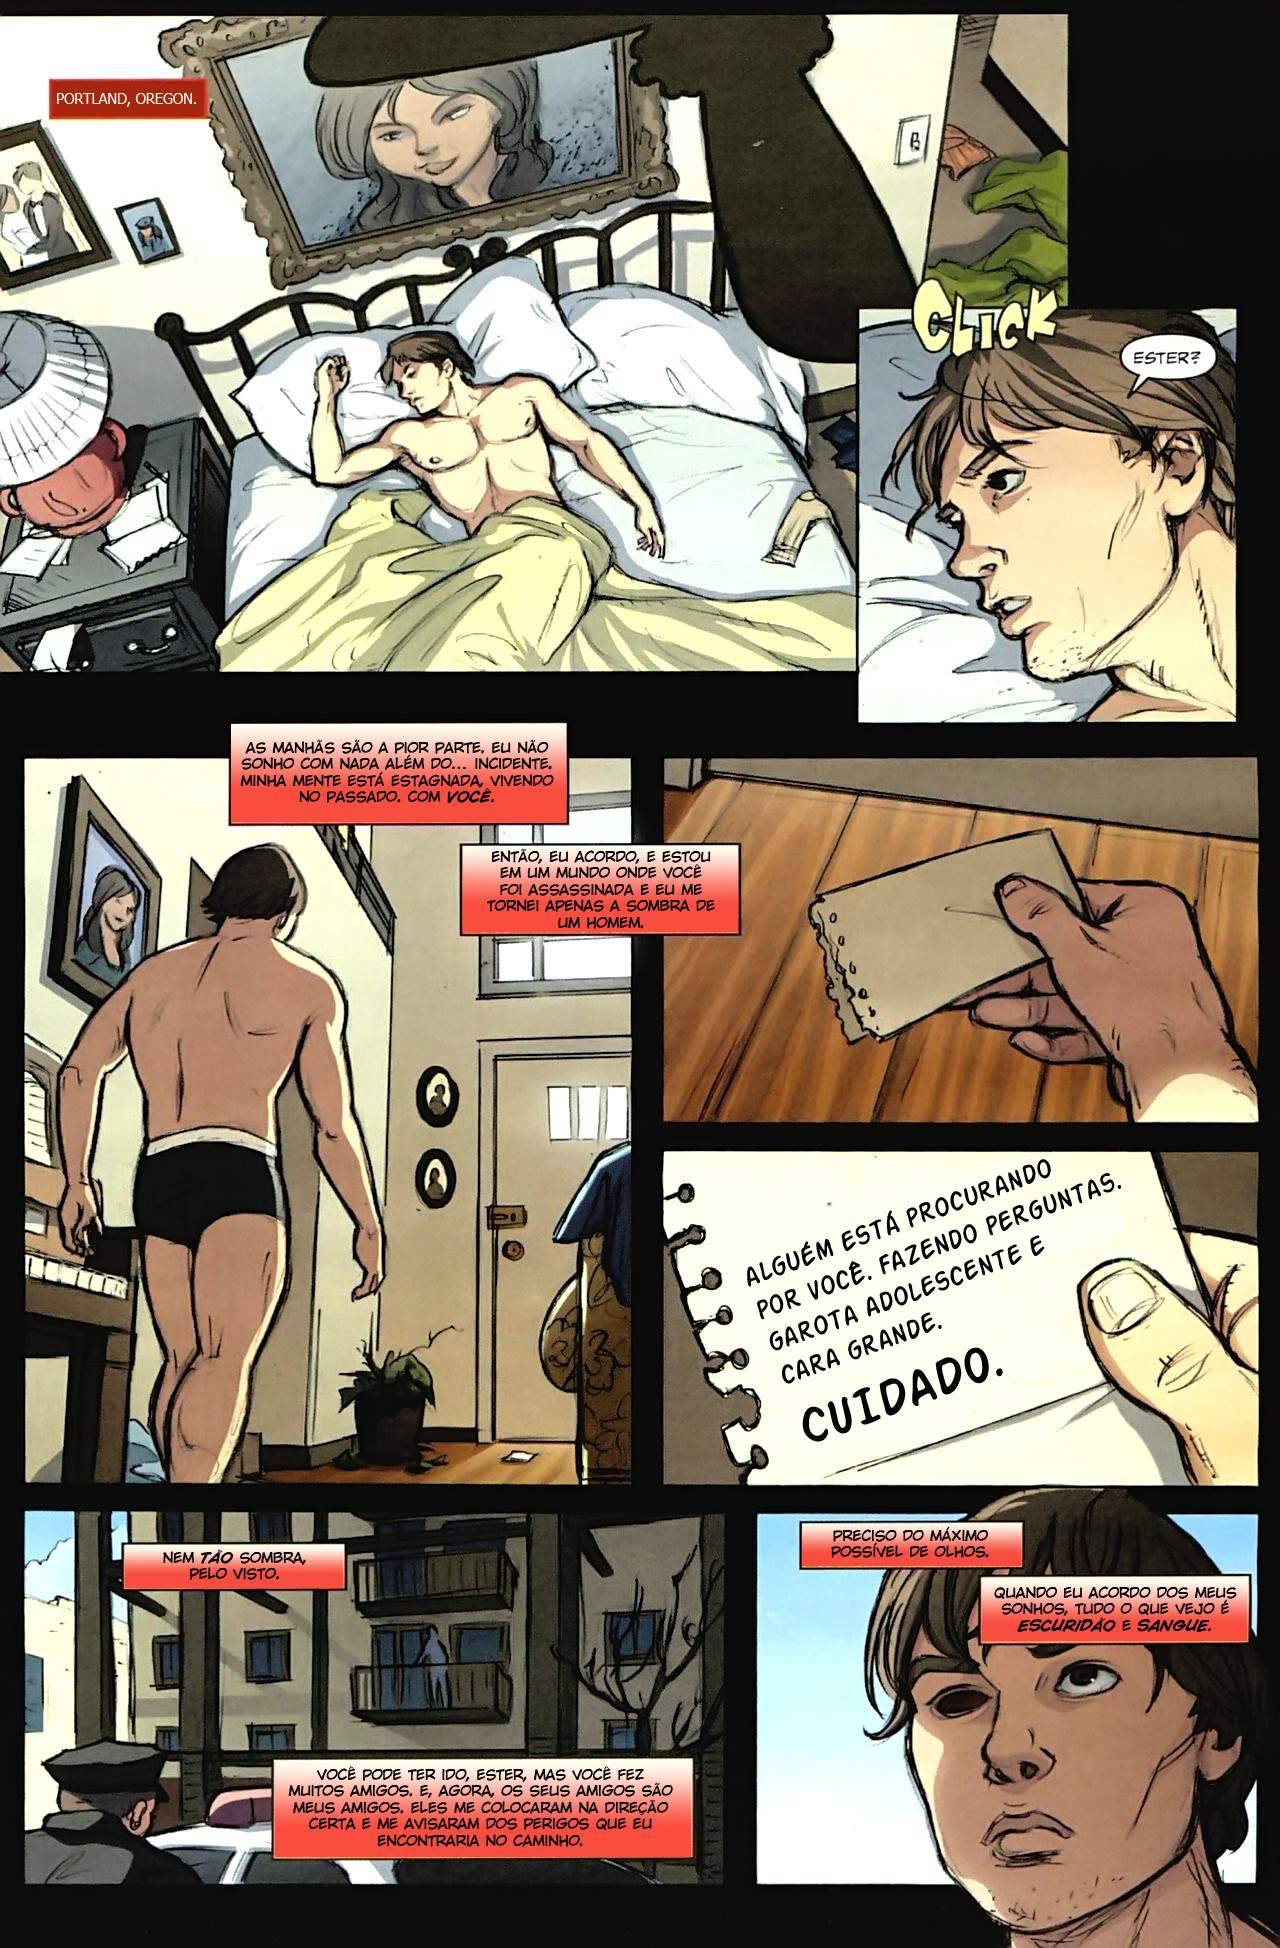 PORTLAND, OREGON.
CLICK
ESTER?
AS MANHÃS SÃO A PIOR PARTE. EU NÃO
SONHO COM NADA ALÉM DO... INCIDENTE.
MINHA MENTE ESTÁ ESTAGNADA, VIVENDO
NO PASSADO. COM VOCÊ.
ENTÃO, EU ACORDO, E ESTOU
EM UM MUNDO ONDE VOCÊ
FOI ASSASSINADA E EU ME
TORNEI APENAS A SOMBRA DE
UM HOMEM.
ALGUÉM ESTÁ PROCURANDO
POR VOCÊ. FAZENDO PERGUNTAS.
GAROTA ADOLESCENTE E
CARA GRANDE.
CUIDADO.
NEM TÃO SOMBRA,
PELO VISTO.
VOCÊ PODE TER IDO, ESTER, MAS VOCÊ FEZ
MUITOS AMIGOS. E, AGORA, OS SEUS AMIGOS SÃO
MEUS AMIGOS. ELES ME COLOCARAM NA DIREÇÃO
CERTA E ME AVISARAM DOS PERIGOS QUE EU
ENCONTRARIA NO CAMINHO.
PRECISO DO MÁXIMO
POSSÍVEL DE OLHOS.
QUANDO EU ACORDO DOS MEUS
SONHOS, TUDO O QUE VEJO É
ESCURIDÃO E SANGUE.